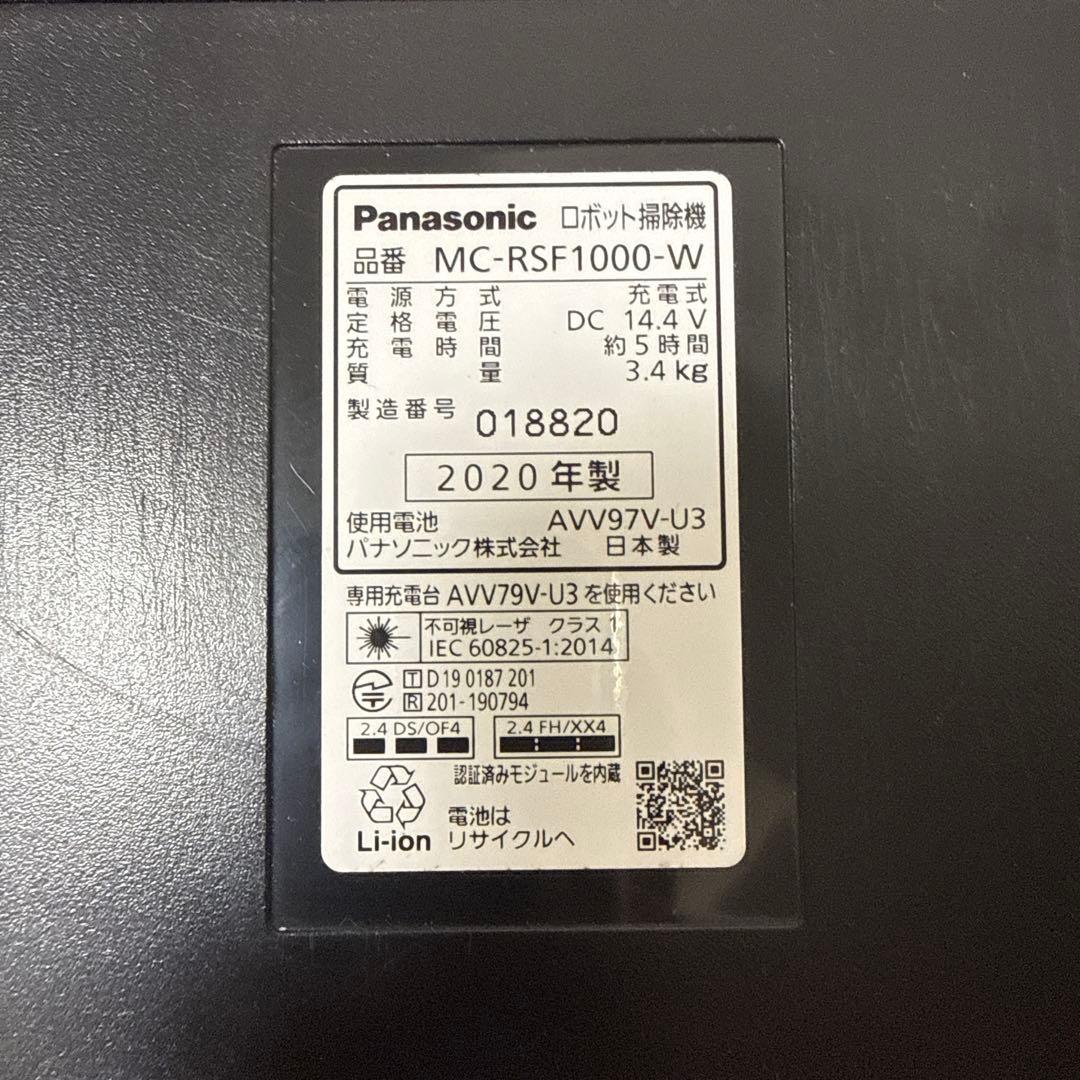 Panasonic ロボット掃除機
品番 MC-RSF1000-W
電源方式 充電式
定格電圧 DC 14.4 V
充電時間 約5時間
質量 3.4 kg
製造番号 018820
2020年製
使用電池 AVV97V-U3
パナソニック株式会社 日本製
専用充電台 AVV79V-U3を使用ください
不可視レーザ クラス 1
IEC 60825-1:2014
T D 19 0187 201
R 201-190794
2.4 DS/OF4 2.4 FH/XX4
認証済みモジュールを内蔵
電池は
Li-ion リサイクルへ